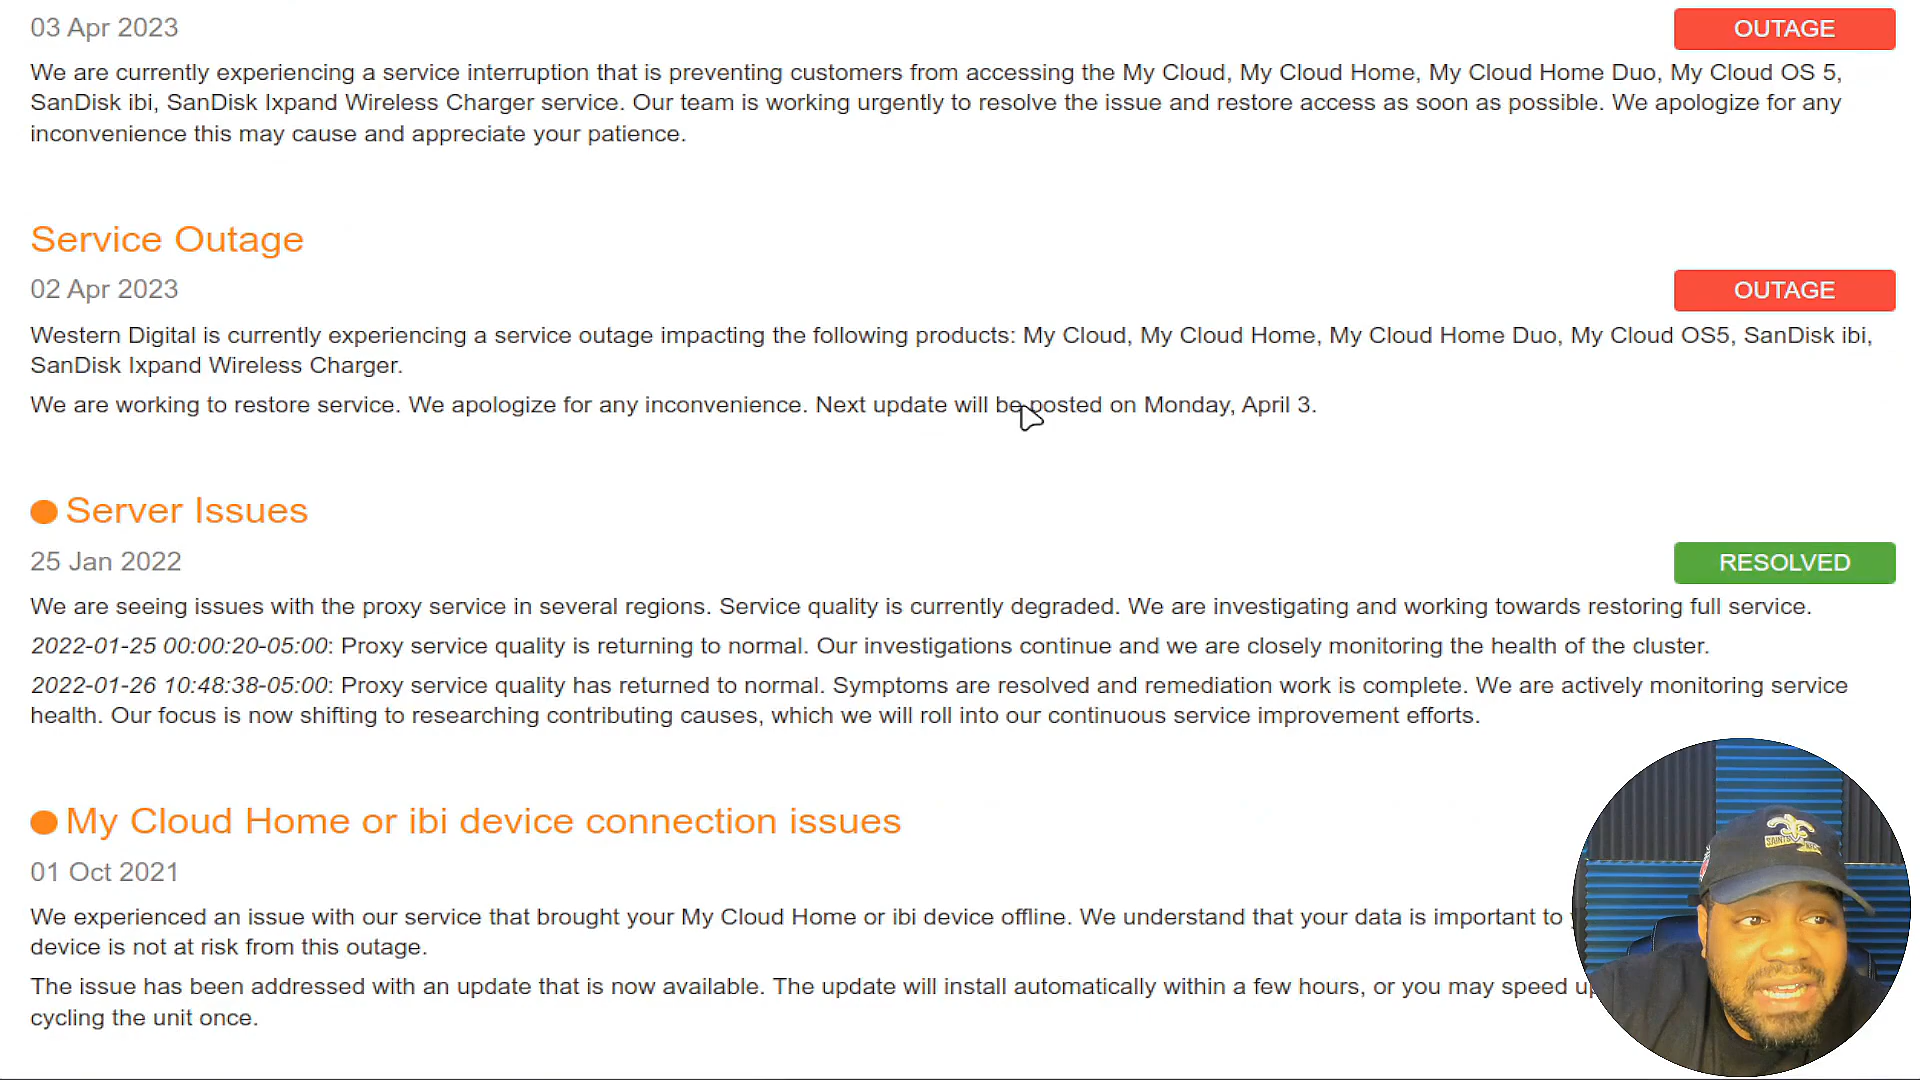 03 Apr 2023
OUTAGE
We are currently experiencing a service interruption that is preventing customers from accessing the My Cloud, My Cloud Home, My Cloud Home Duo, My Cloud OS 5,
SanDisk ibi, SanDisk Ixpand Wireless Charger service. Our team is working urgently to resolve the issue and restore access as soon as possible. We apologize for any
inconvenience this may cause and appreciate your patience.
Service Outage
02 Apr 2023
OUTAGE
Western Digital is currently experiencing a service outage impacting the following products: My Cloud, My Cloud Home, My Cloud Home Duo, My Cloud OS5, SanDisk ibi,
SanDisk Ixpand Wireless Charger.
We are working to restore service. We apologize for any inconvenience. Next update will be posted on Monday, April 3.
Server Issues
25 Jan 2022
RESOLVED
We are seeing issues with the proxy service in several regions. Service quality is currently degraded. We are investigating and working towards restoring full service.
2022-01-25 00:00:20-05:00: Proxy service quality is returning to normal. Our investigations continue and we are closely monitoring the health of the cluster.
2022-01-26 10:48:38-05:00: Proxy service quality has returned to normal. Symptoms are resolved and remediation work is complete. We are actively monitoring service
health. Our focus is now shifting to researching contributing causes, which we will roll into our continuous service improvement efforts.
My Cloud Home or ibi device connection issues
01 Oct 2021
We experienced an issue with our service that brought your My Cloud Home or ibi device offline. We understand that your data is important to
device is not at risk from this outage.
The issue has been addressed with an update that is now available. The update will install automatically within a few hours, or you may speed
cycling the unit once.
SAINTS